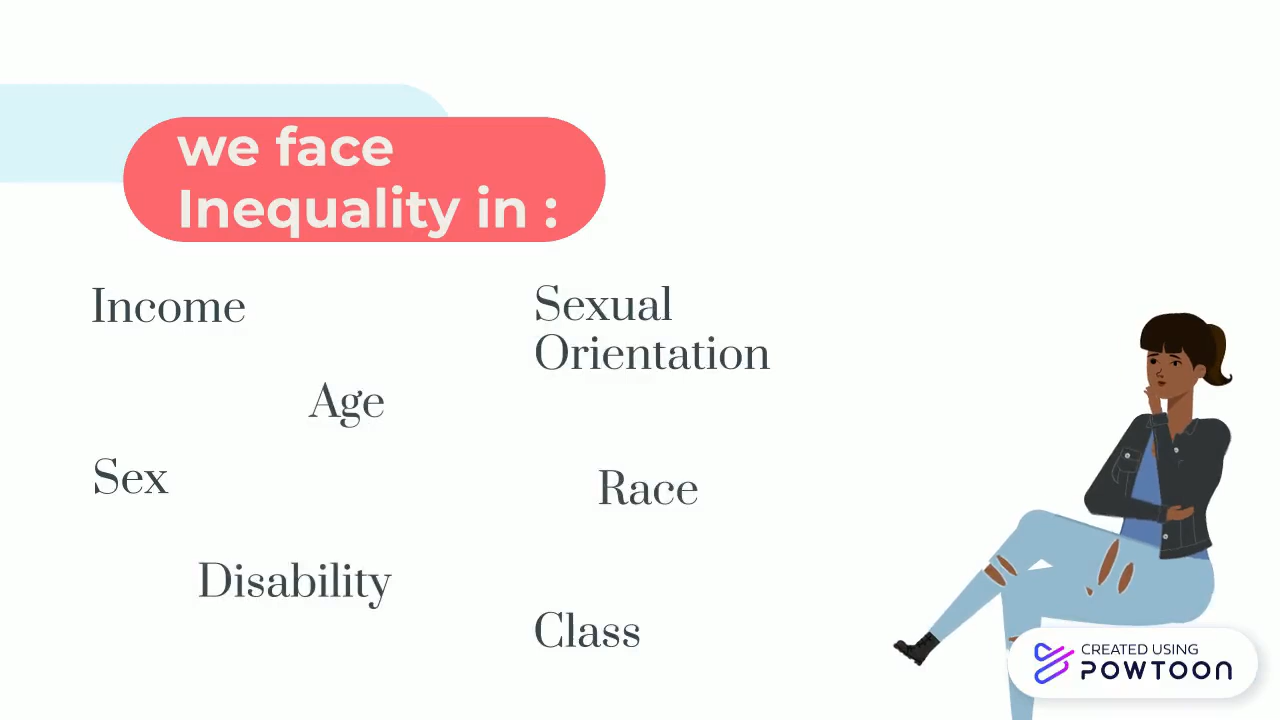 we face
Inequality in :
Income
Age
Sex
Disability
Sexual
Orientation
Race
Class
CREATED USING
POWTOON